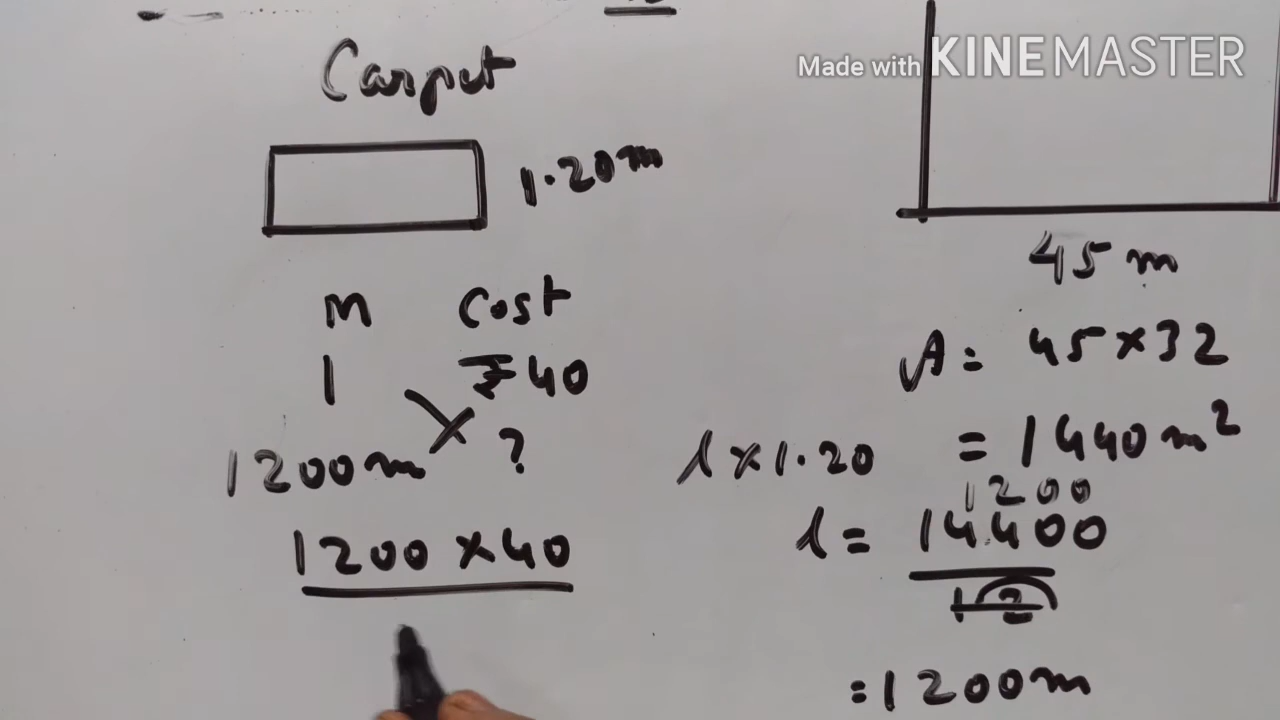 Made with KINEMASTER
Carpet
1.20m
M Cost
1 ₹40
1200m ?
1200 × 40
45 m
A = 45×32
l×1.20 = 1440m²
1200
l = 14400
12
=1200m